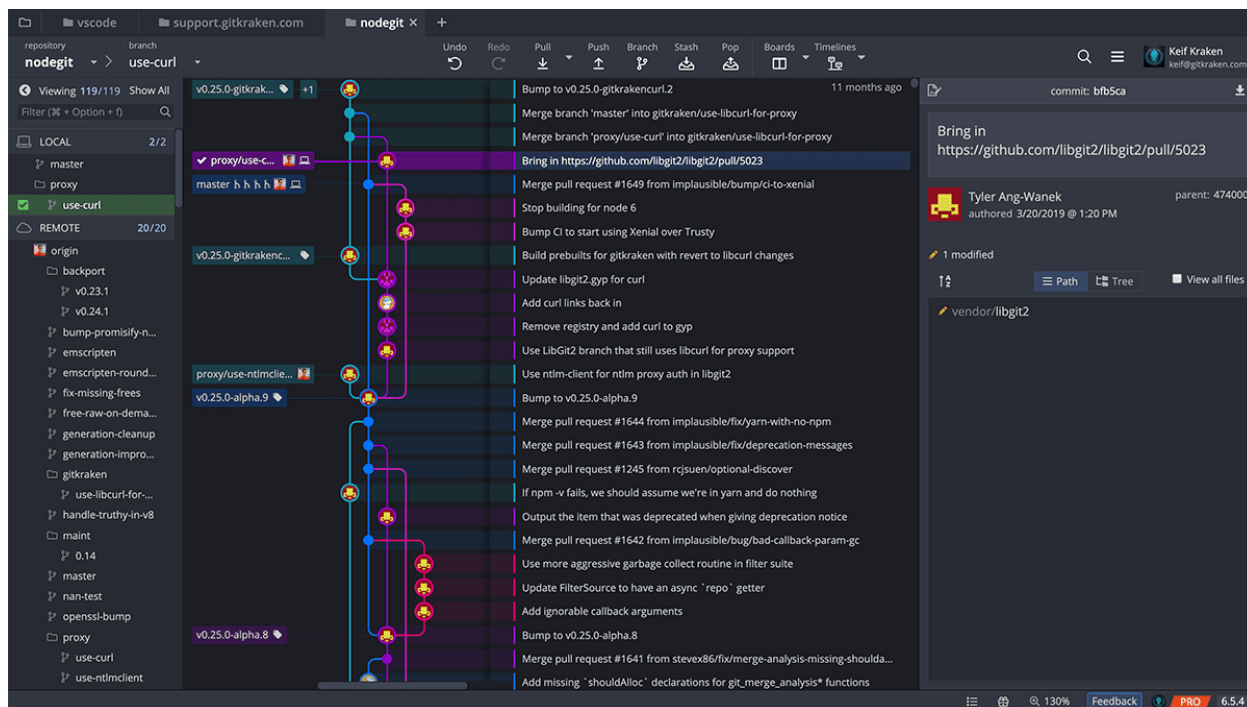 vscode
support.gitkraken.com
nodegit ×
+
repository
nodegit
branch
use-curl
Undo
Redo
Pull
Push
Branch
Stash
Pop
Boards
Timelines
Keif Kraken
keif@gitkraken.com
Viewing 119/119 Show All
Filter (⌘ + Option + f)
LOCAL 2/2
master
proxy
use-curl
REMOTE 20/20
origin
backport
v0.23.1
v0.24.1
bump-promisify-n...
emscripten
emscripten-round...
fix-missing-frees
free-raw-on-dema...
generation-cleanup
generation-impro...
gitkraken
use-libcurl-for-...
handle-truthy-in-v8
maint
0.14
master
nan-test
openssl-bump
proxy
use-curl
use-ntlmclient
v0.25.0-gitkrak... +1
Bump to v0.25.0-gitkrakencurl.2 11 months ago
Merge branch 'master' into gitkraken/use-libcurl-for-proxy
Merge branch 'proxy/use-curl' into gitkraken/use-libcurl-for-proxy
proxy/use-c...
Bring in https://github.com/libgit2/libgit2/pull/5023
master
Merge pull request #1649 from implausible/bump/ci-to-xenial
Stop building for node 6
Bump CI to start using Xenial over Trusty
v0.25.0-gitkrakenc...
Build prebuilts for gitkraken with revert to libcurl changes
Update libgit2.gyp for curl
Add curl links back in
Remove registry and add curl to gyp
Use LibGit2 branch that still uses libcurl for proxy support
proxy/use-ntlmclie...
Use ntlm-client for ntlm proxy auth in libgit2
v0.25.0-alpha.9
Bump to v0.25.0-alpha.9
Merge pull request #1644 from implausible/fix/yarn-with-no-npm
Merge pull request #1643 from implausible/fix/deprecation-messages
Merge pull request #1245 from rcjsuen/optional-discover
If npm -v fails, we should assume we're in yarn and do nothing
Output the item that was deprecated when giving deprecation notice
Merge pull request #1642 from implausible/bug/bad-callback-param-gc
Use more aggressive garbage collect routine in filter suite
Update FilterSource to have an async `repo` getter
Add ignorable callback arguments
v0.25.0-alpha.8
Bump to v0.25.0-alpha.8
Merge pull request #1641 from stevex86/fix/merge-analysis-missing-shoulda...
Add missing `shouldAlloc` declarations for git_merge_analysis* functions
commit: bfb5ca
Bring in
https://github.com/libgit2/libgit2/pull/5023
Tyler Ang-Wanek
authored 3/20/2019 @ 1:20 PM
parent: 474000
1 modified
Path
Tree
View all files
vendor/libgit2
130%
Feedback
PRO
6.5.4